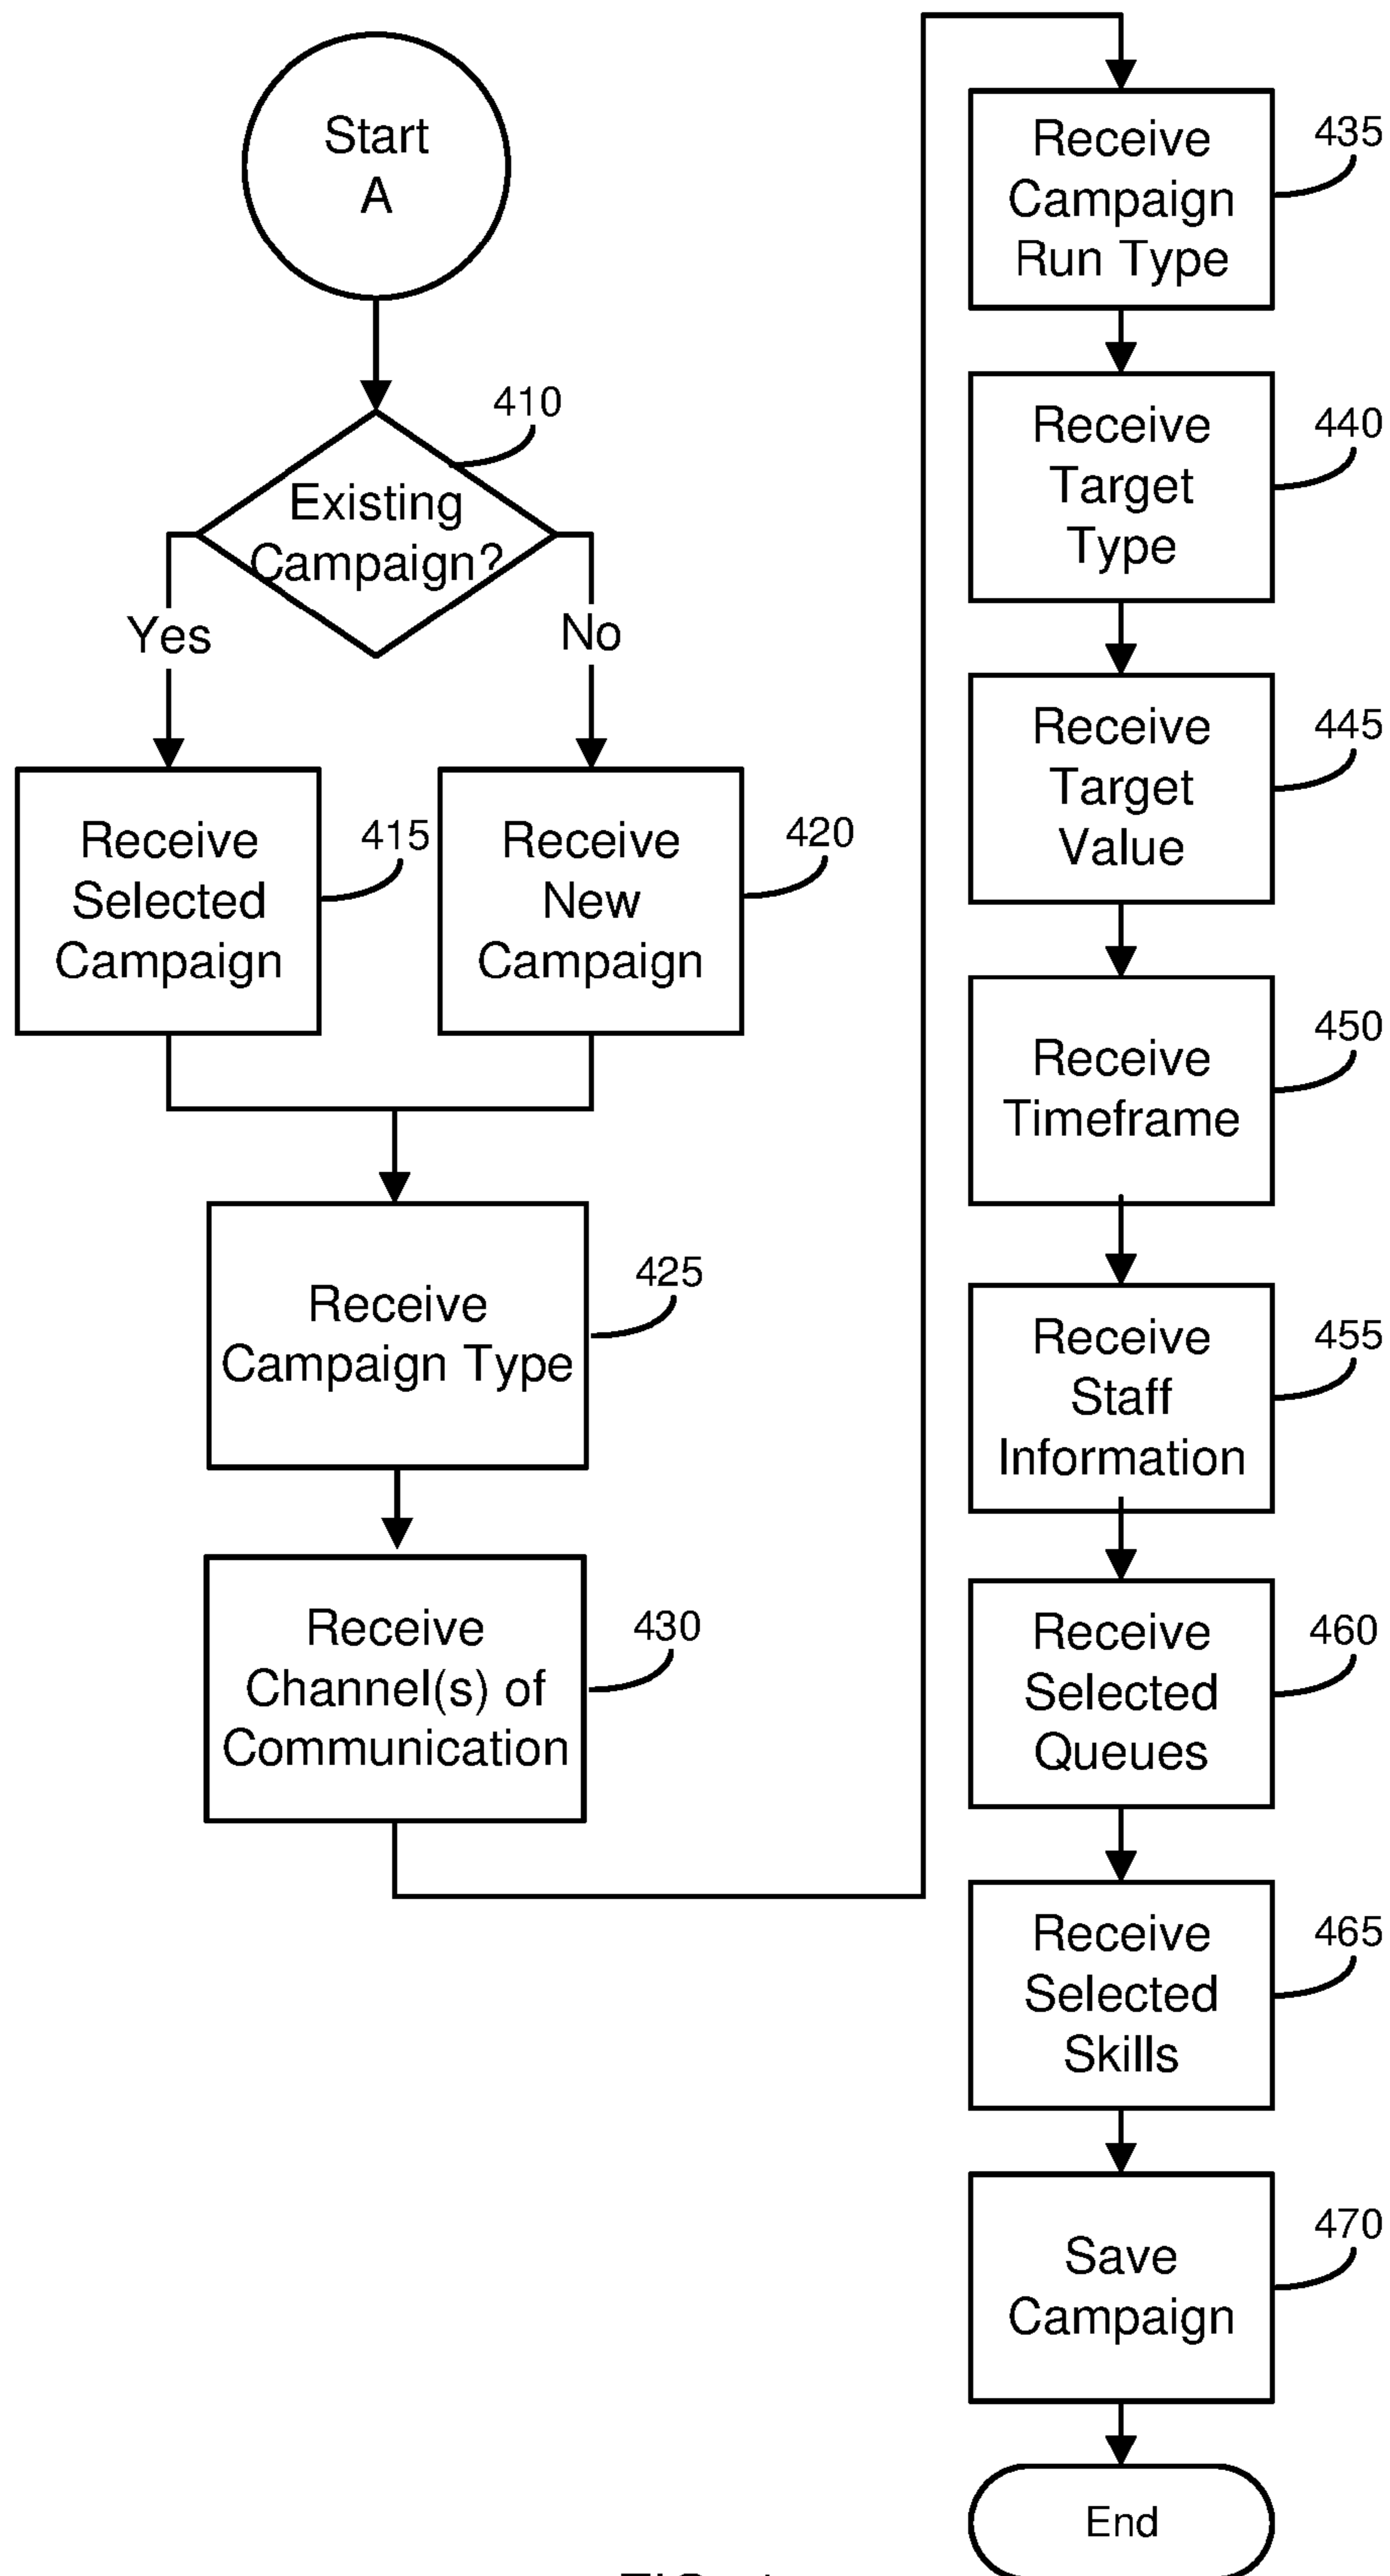 Start
A
410
Existing
Campaign?
Yes
No
Receive
Selected
Campaign
415
Receive
New
Campaign
420
Receive
Campaign Type
425
Receive
Channel(s) of
Communication
430
Receive
Campaign
Run Type
435
Receive
Target
Type
440
Receive
Target
Value
445
Receive
Timeframe
450
Receive
Staff
Information
455
Receive
Selected
Queues
460
Receive
Selected
Skills
465
Save
Campaign
470
End